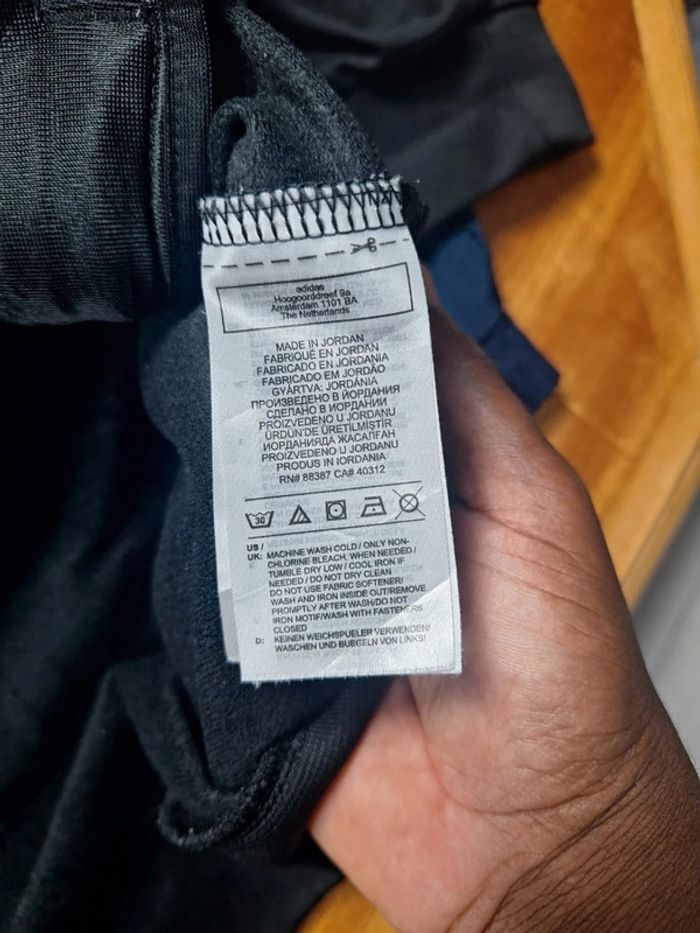 adidas
Hoogoorddreef 9a
Amsterdam 1101 BA
The Netherlands
MADE IN JORDAN
FABRIQUÉ EN JORDANIE
FABRICADO EN JORDANIA
FABRICADO EM JORDÃO
GYÁRTVA: JORDÁNIA
ПРОИЗВЕДЕНО В ЙОРДАНИЯ
СДЕЛАНО В ИОРДАНИИ
PROIZVEDENO U JORDANU
ÜRDÜN'DE ÜRETİLMİŞTİR
ИОРДАНИЯДА ЖАСАЛҒАН
PROIZVEDENO U JORDANU
PRODUS IN IORDANIA
RN# 88387 CA# 40312
30
US /
UK: MACHINE WASH COLD / ONLY NON-
CHLORINE BLEACH, WHEN NEEDED /
TUMBLE DRY LOW / COOL IRON IF
NEEDED / DO NOT DRY CLEAN
DO NOT USE FABRIC SOFTENER/
WASH AND IRON INSIDE OUT/REMOVE
PROMPTLY AFTER WASH/DO NOT
IRON MOTIF/WASH WITH FASTENERS
CLOSED
D: KEINEN WEICHSPUELER VERWENDEN/
WASCHEN UND BUEGELN VON LINKS/